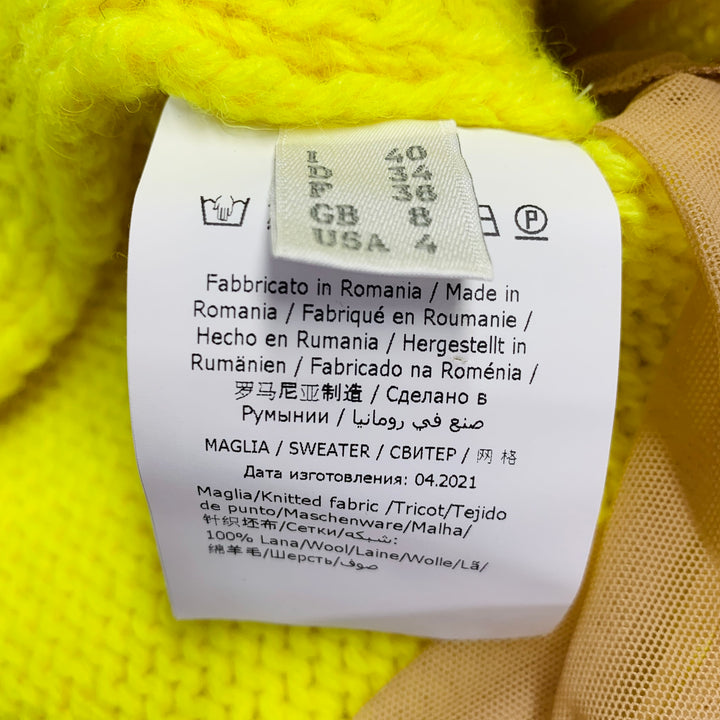 I 40
D 34
F 38
GB 8
USA 4
P
Fabbricato in Romania / Made in
Romania / Fabriqué en Roumanie /
Hecho en Rumania / Hergestellt in
Rumänien / Fabricado na Roménia /
罗马尼亚制造 / Сделано в
Румынии / صنع في رومانيا
MAGLIA / SWEATER / СВИТЕР / 网 格
Дата изготовления: 04.2021
Maglia/Knitted fabric /Tricot/Tejido
de punto/Maschenware/Malha/
针织坯布/Сетки/شبكه:
100% Lana/Wool/Laine/Wolle/Lã/
绵羊毛/Шерсть/صوف/